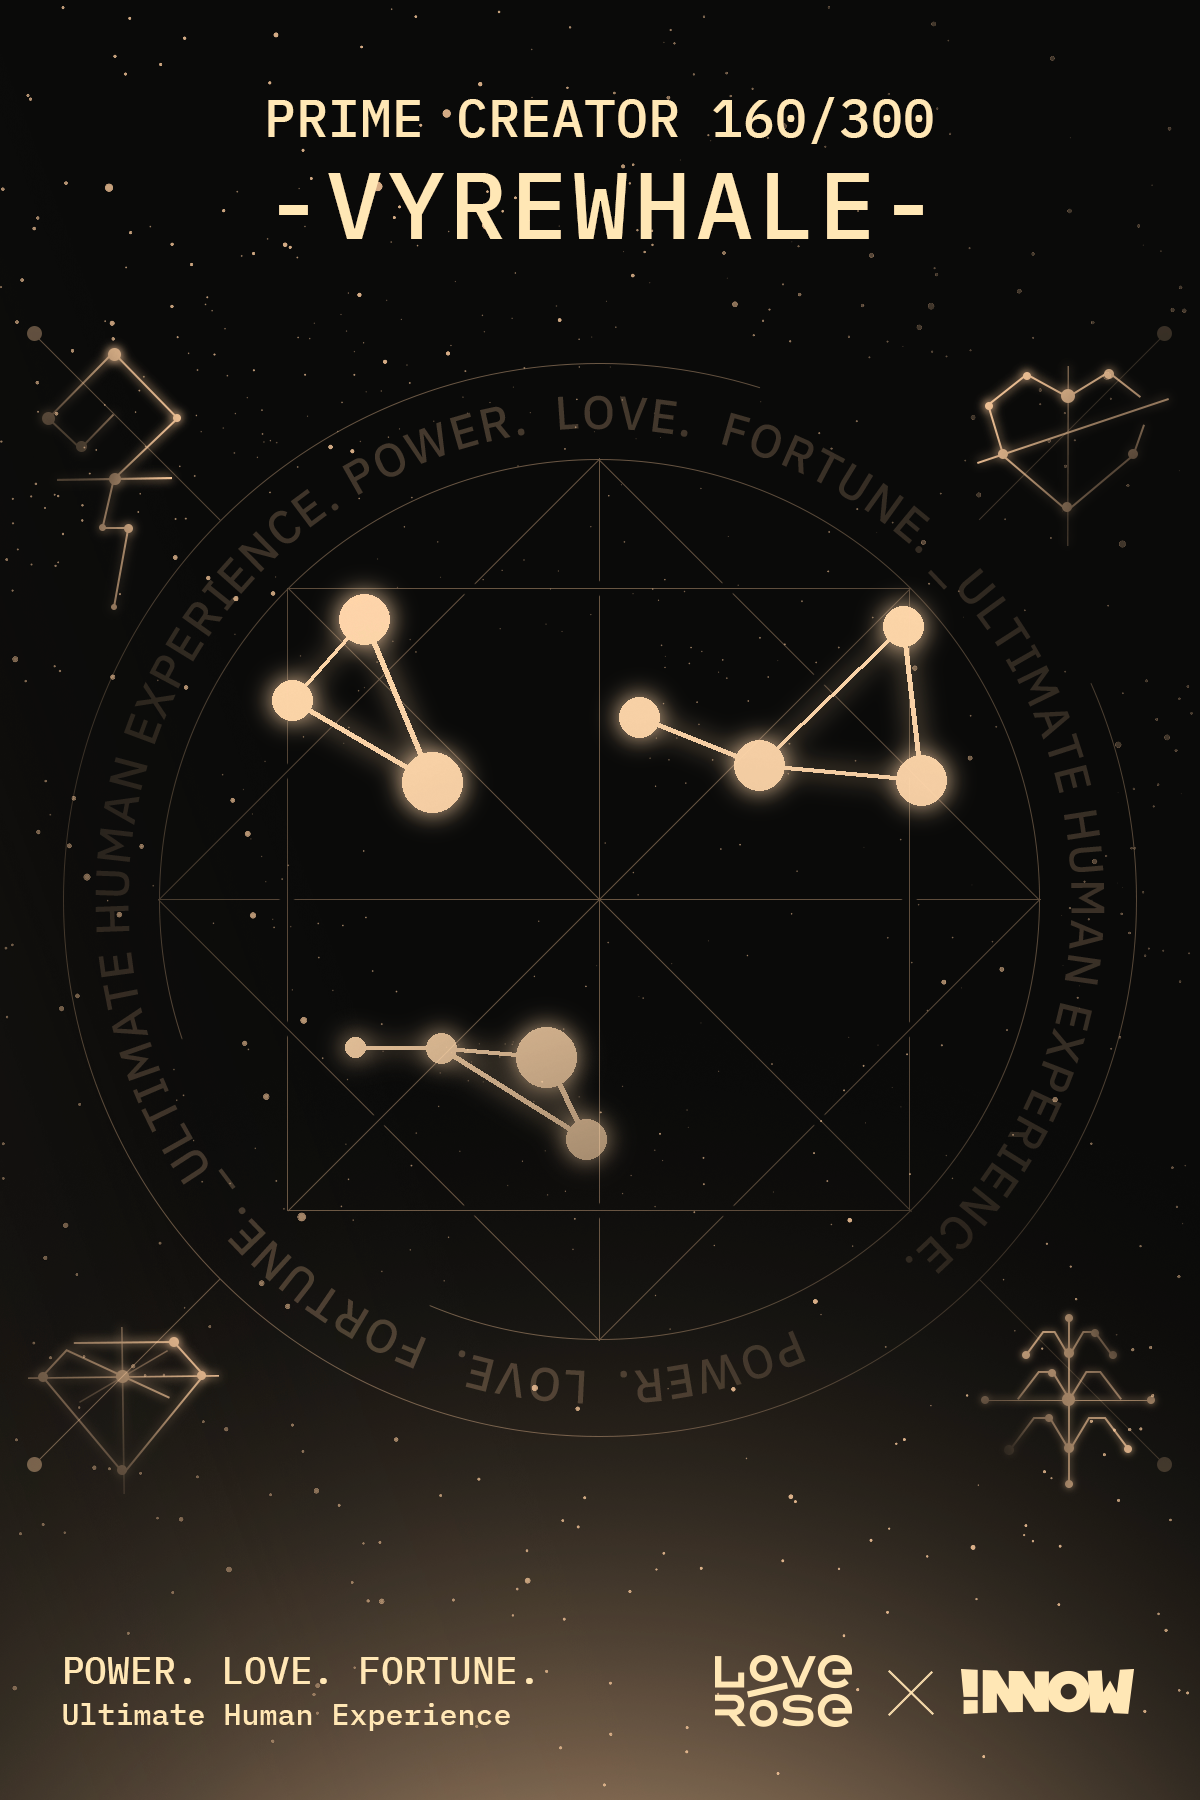 PRIME CREATOR 160/300
-VYREWHALE-
POWER. LOVE. FORTUNE. — ULTIMATE HUMAN EXPERIENCE.
POWER. LOVE. FORTUNE. — ULTIMATE HUMAN EXPERIENCE.
POWER. LOVE. FORTUNE.
Ultimate Human Experience
LOVE
ROSE
!NNOW